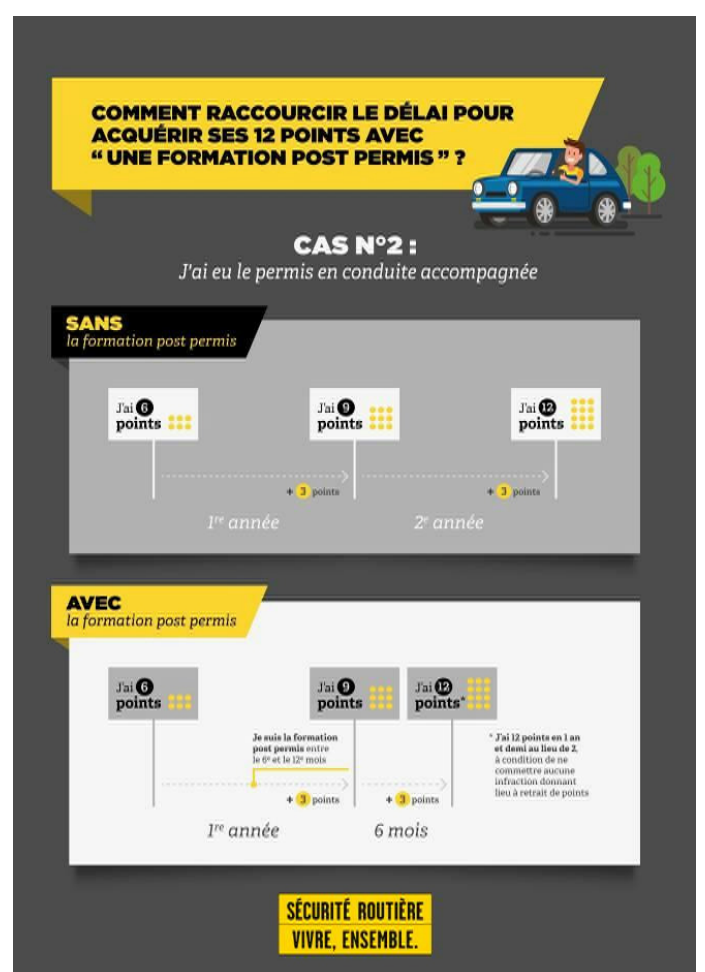 COMMENT RACCOURCIR LE DÉLAI POUR
ACQUÉRIR SES 12 POINTS AVEC
“ UNE FORMATION POST PERMIS ” ?
CAS N°2 :
J'ai eu le permis en conduite accompagnée
SANS
la formation post permis
J'ai 6
points
J'ai 9
points
J'ai 12
points
+ 3 points
+ 3 points
1re année
2e année
AVEC
la formation post permis
J'ai 6
points
J'ai 9
points
J'ai 12
points*
Je suis la formation
post permis entre
le 6e et le 12e mois
* J'ai 12 points en 1 an
et demi au lieu de 2,
à condition de ne
commettre aucune
infraction donnant
lieu à retrait de points
+ 3 points
+ 3 points
1re année
6 mois
SÉCURITÉ ROUTIÈRE
VIVRE, ENSEMBLE.